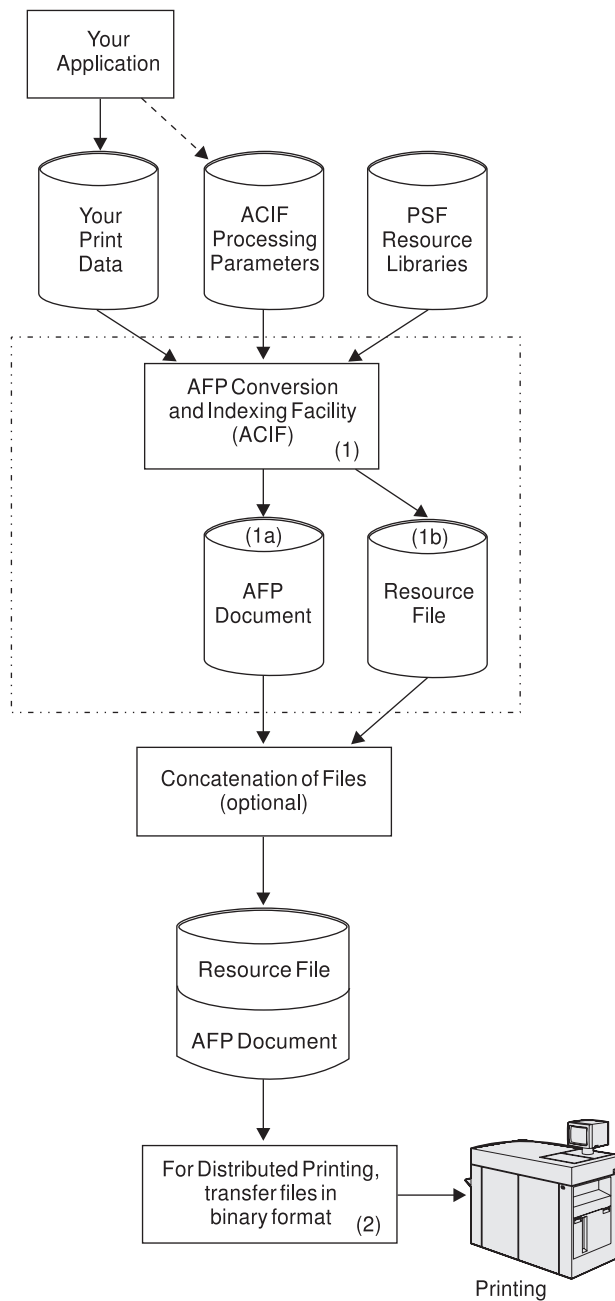 Your
Application
Your
Print
Data
ACIF
Processing
Parameters
PSF
Resource
Libraries
AFP Conversion
and Indexing Facility
(ACIF)
(1)
(1a)
AFP
Document
(1b)
Resource
File
Concatenation of Files
(optional)
Resource File
AFP Document
For Distributed Printing,
transfer files in
binary format
(2)
Printing